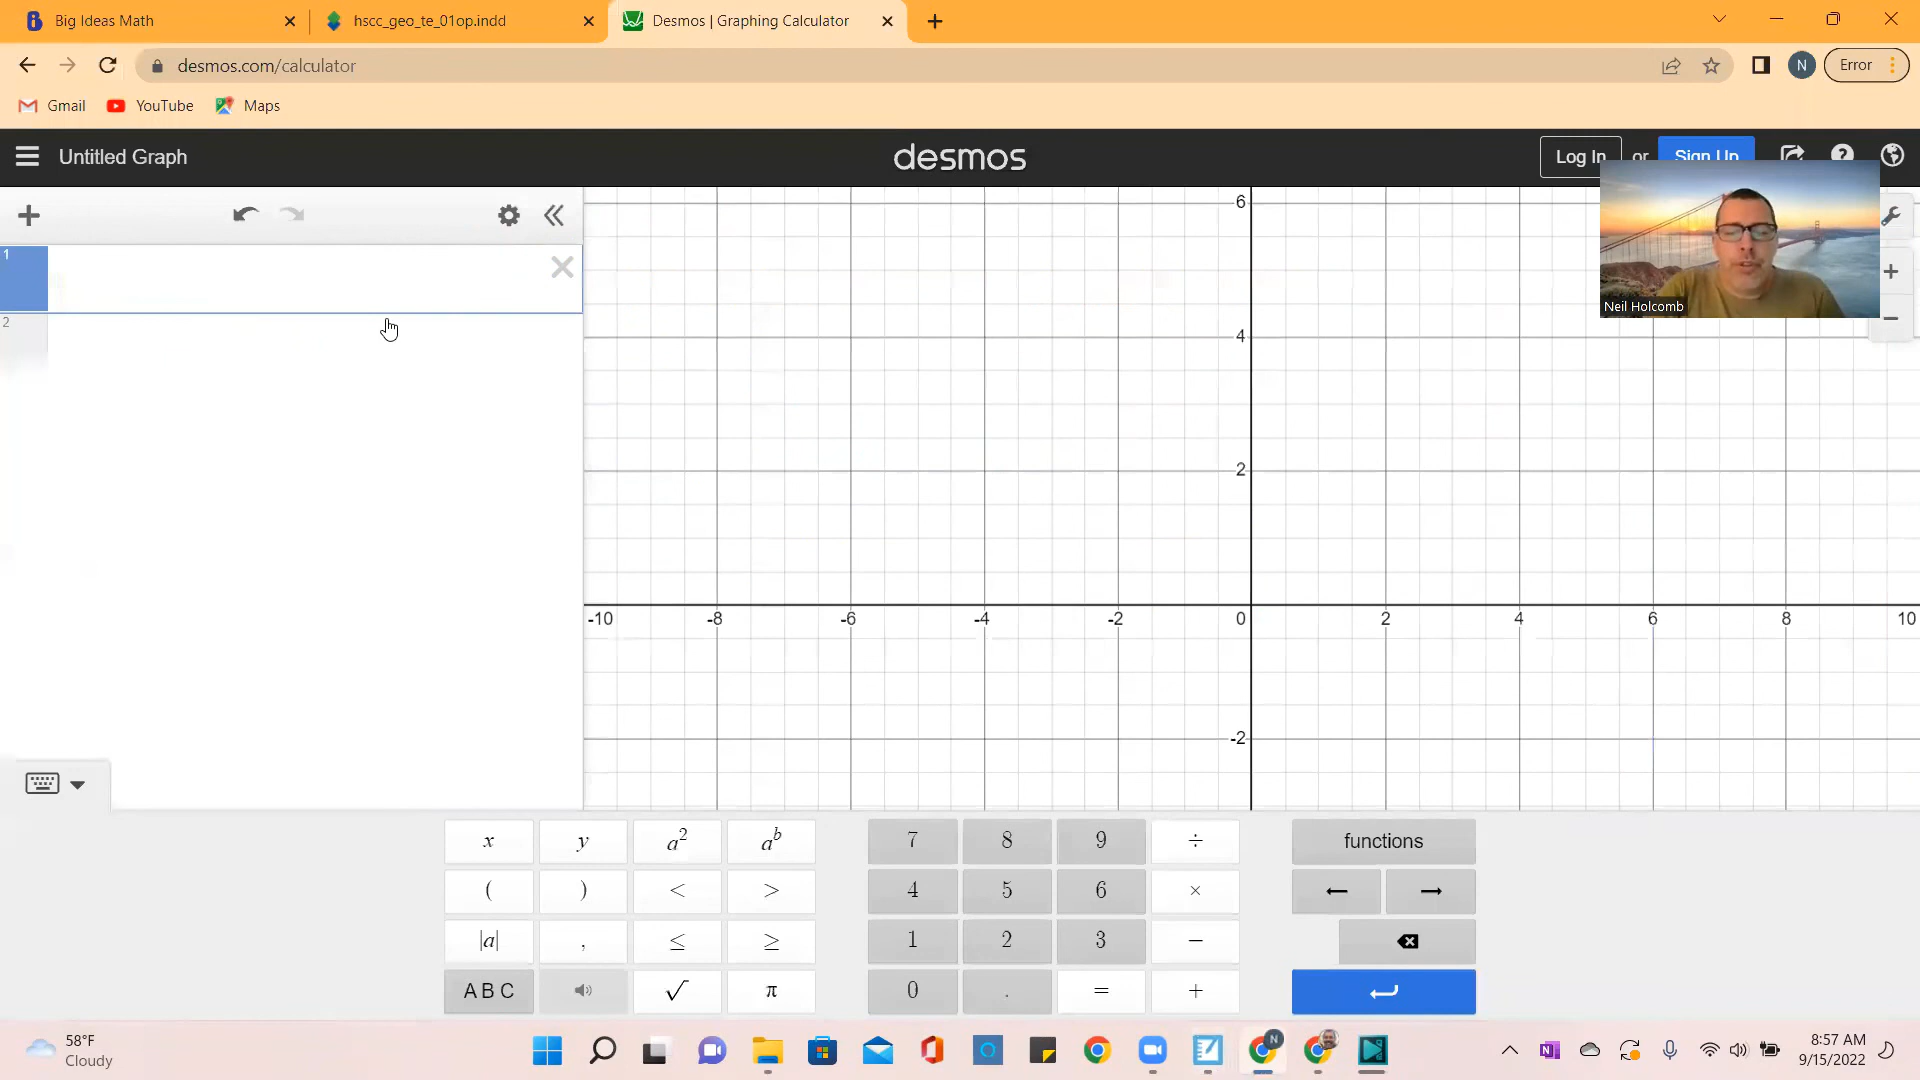 Big Ideas Math
hscc_geo_te_01op.indd
Desmos | Graphing Calculator
desmos.com/calculator
N
Error
Gmail
YouTube
Maps
Untitled Graph
desmos
Log In or Sign Up
1
2
Neil Holcomb
6
4
2
-10 -8 -6 -4 -2 0 2 4 6 8 10
-2
x y a² aᵇ 7 8 9 ÷ functions
( ) < > 4 5 6 × ← →
|a| , ≤ ≥ 1 2 3 −
A B C √ π 0 . = +
58°F
Cloudy
8:57 AM
9/15/2022